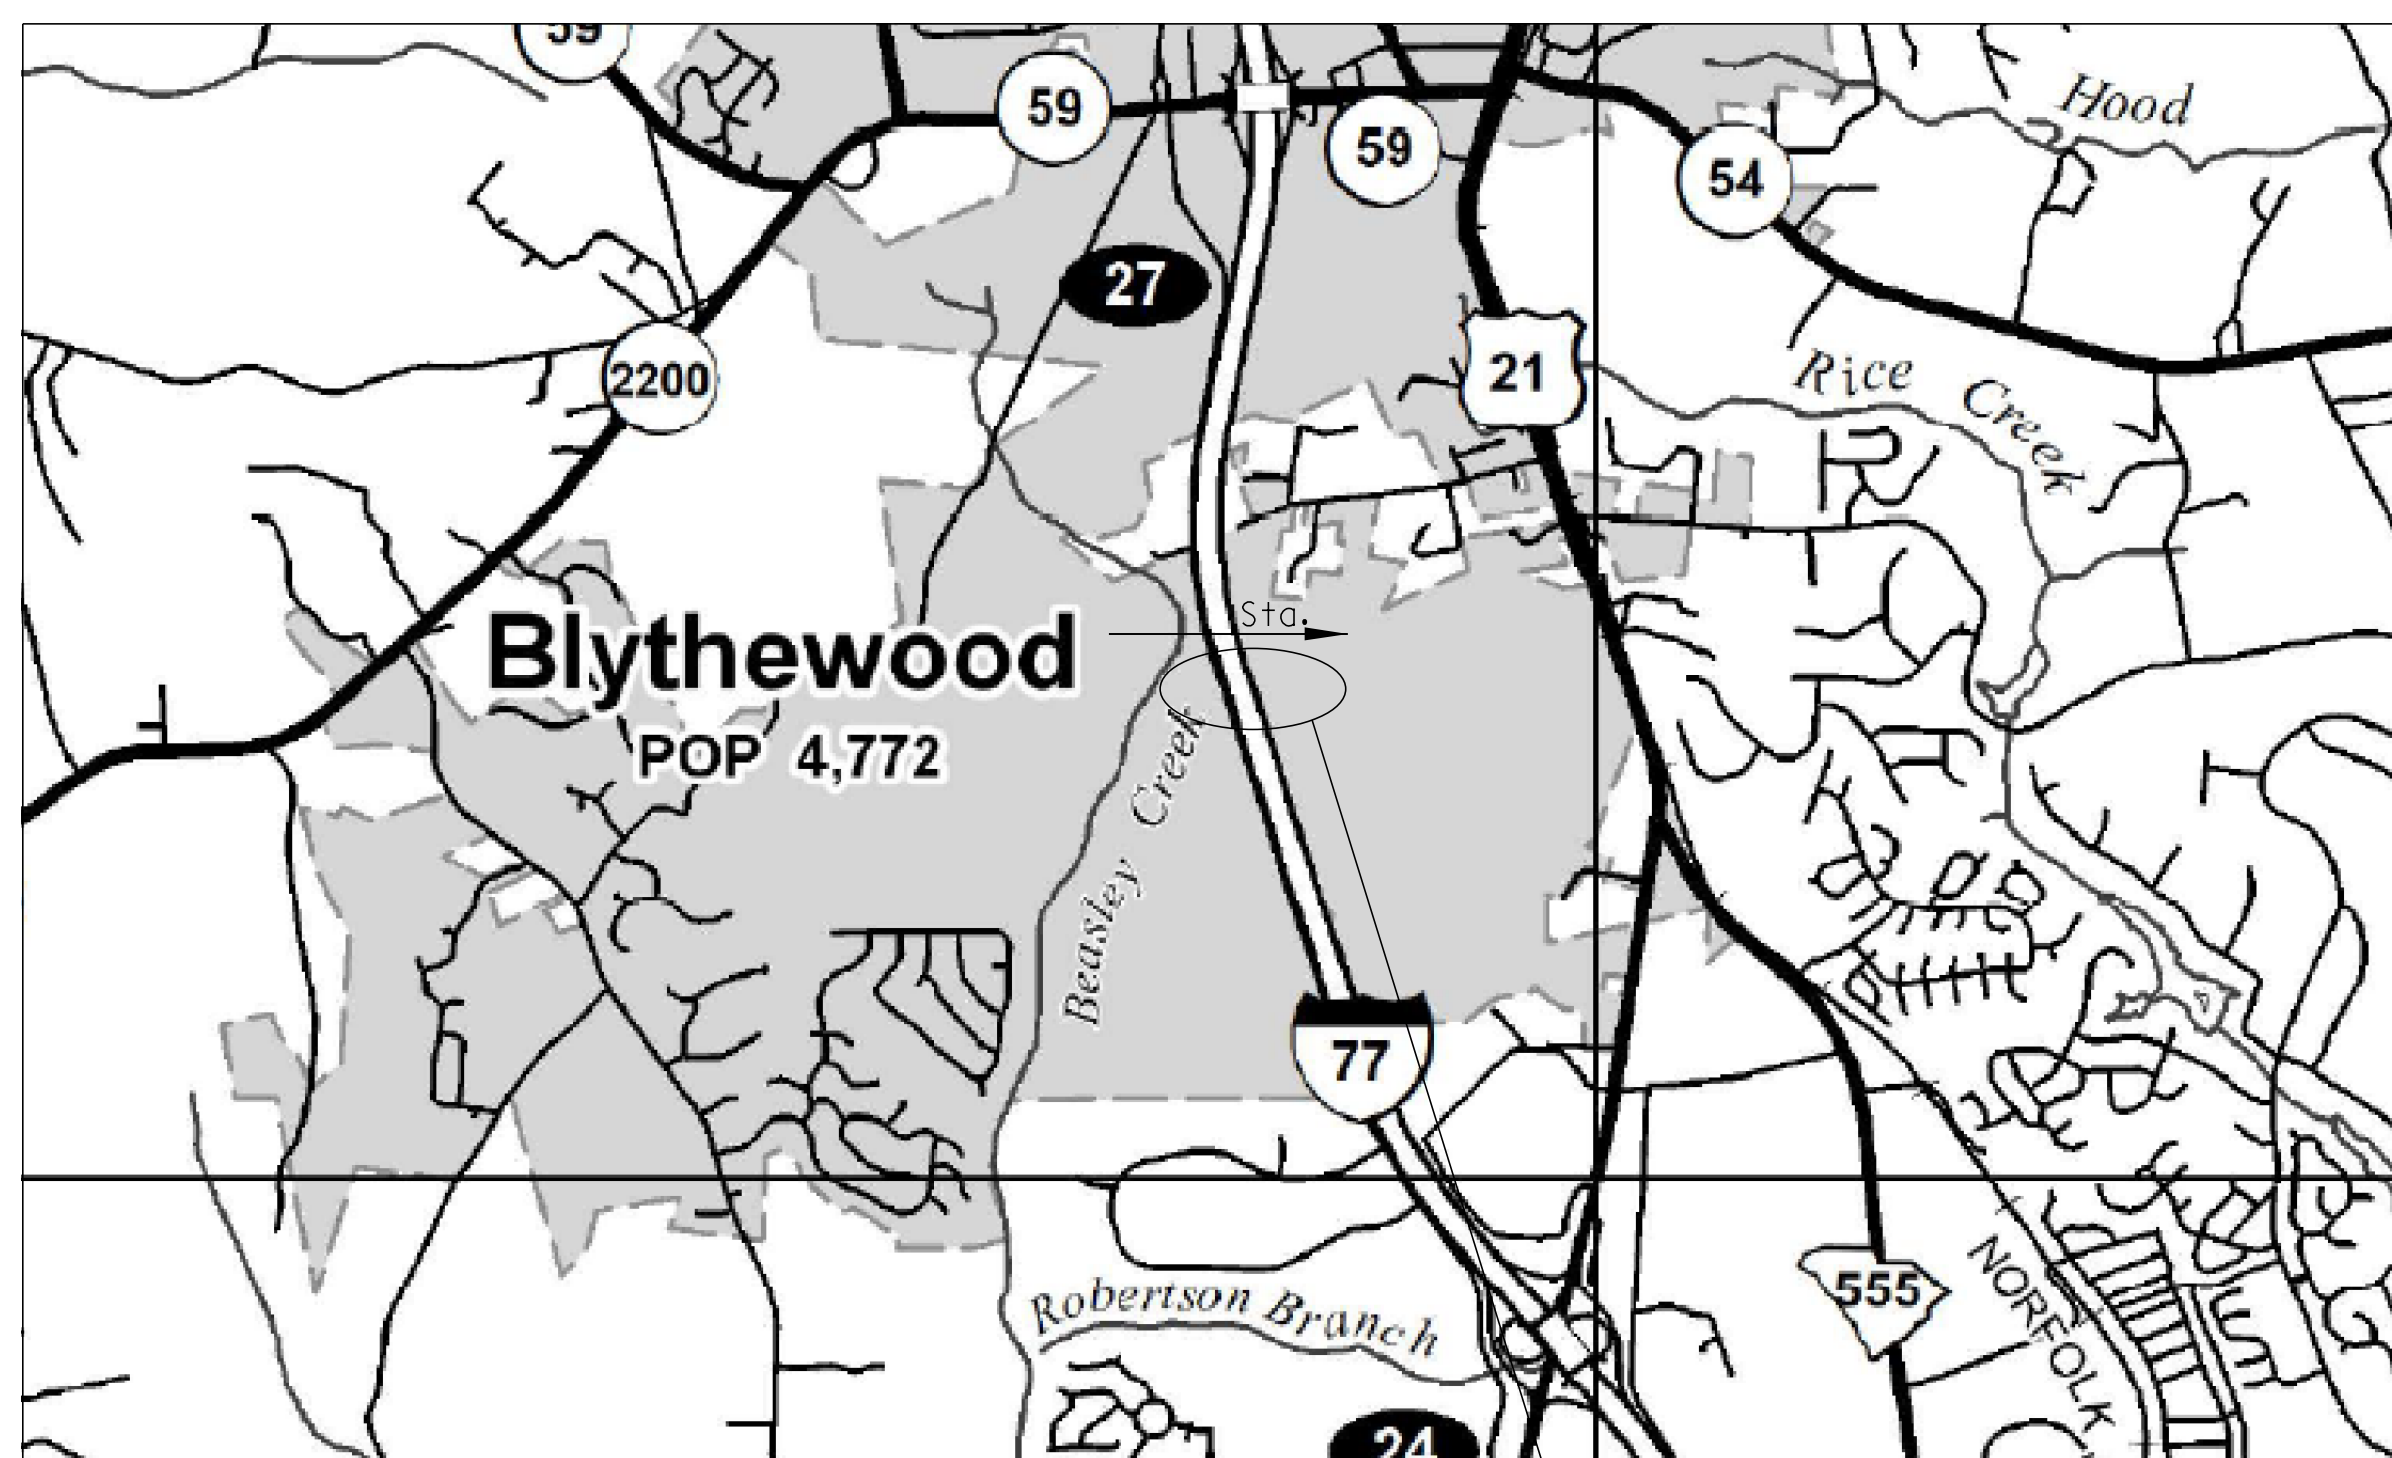 59
59
59
Hood
54
27
21
Rice Creek
2200
Sta.
Blythewood
POP 4,772
Beasley Creek
77
555
NORFOLK
Robertson Branch
24